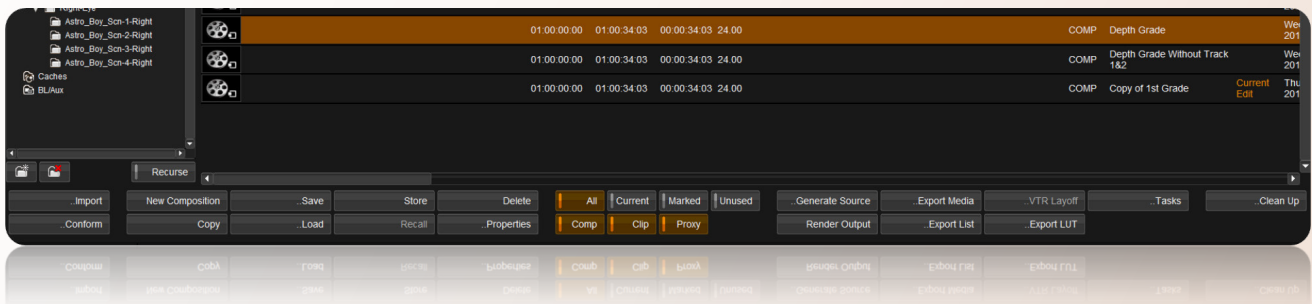 Right-Eye
Astro_Boy_Scn-1-Right
Astro_Boy_Scn-2-Right
Astro_Boy_Scn-3-Right
Astro_Boy_Scn-4-Right
Caches
BL/Aux
01:00:00:00 01:00:34:03 00:00:34:03 24.00 COMP Depth Grade
01:00:00:00 01:00:34:03 00:00:34:03 24.00 COMP Depth Grade Without Track
1&2
01:00:00:00 01:00:34:03 00:00:34:03 24.00 COMP Copy of 1st Grade Current
Edit
Recurse
..Import New Composition ..Save Store Delete All Current Marked Unused ..Generate Source ..Export Media ..VTR Layoff ..Tasks ..Clean Up
..Conform Copy ..Load Recall ..Properties Comp Clip Proxy Render Output ..Export List ..Export LUT